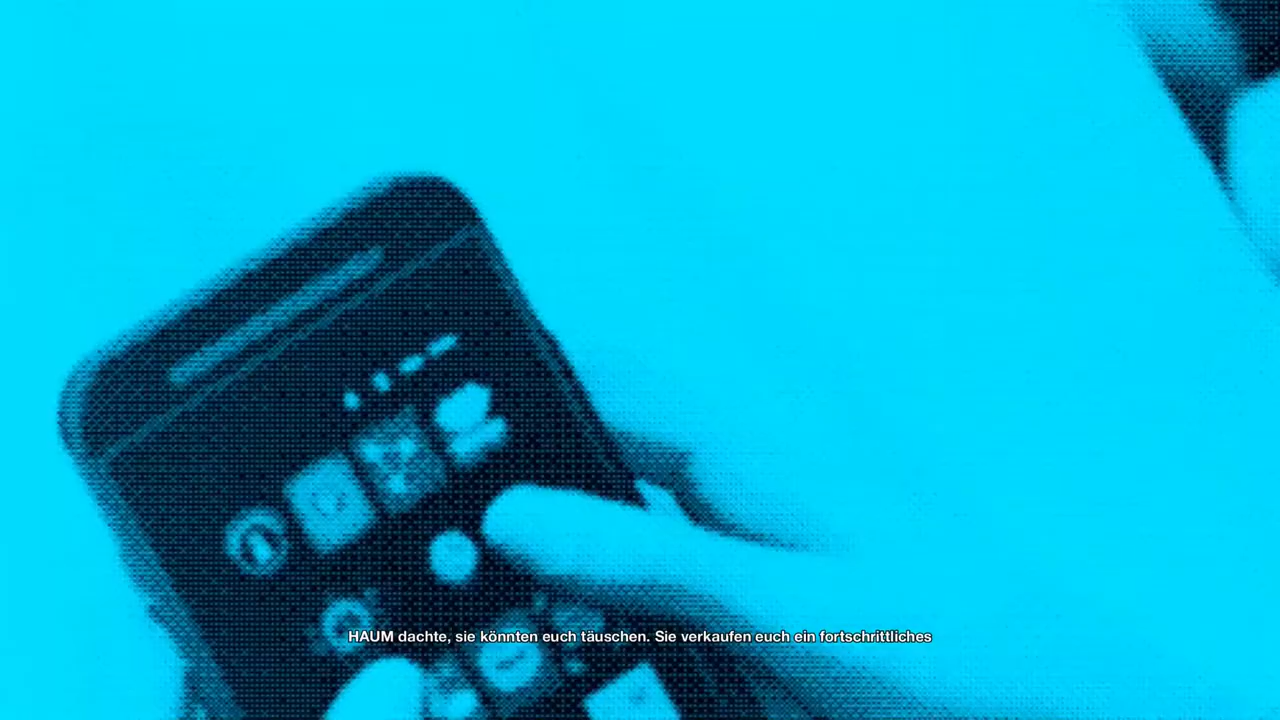 HAUM dachte, sie könnten euch täuschen. Sie verkaufen euch ein fortschrittliches